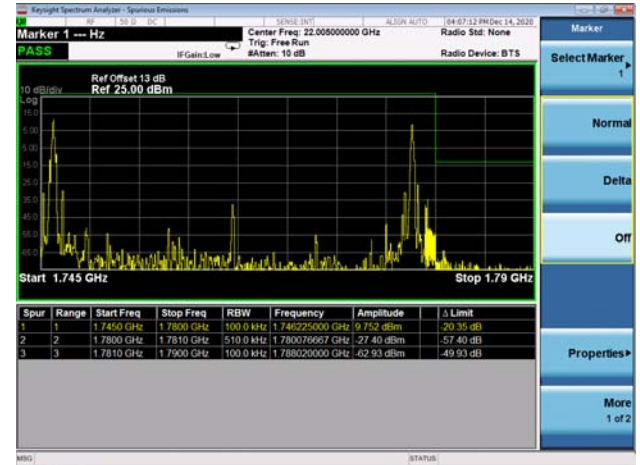 Keysight Spectrum Analyzer - Spurious Emissions
RF 50 Ω DC SENSE:INT ALIGN AUTO 04:07:12 PM Dec 14, 2020
Marker 1 --- Hz
Center Freq: 22.005000000 GHz
Radio Std: None
Trig: Free Run
PASS
IFGain:Low
#Atten: 10 dB
Radio Device: BTS
Ref Offset 13 dB
10 dB/div Ref 25.00 dBm
Log
15.0
5.00
Start 1.745 GHz Stop 1.79 GHz
Spur Range Start Freq Stop Freq RBW Frequency Amplitude Δ Limit
1 1 1.7450 GHz 1.7800 GHz 100.0 kHz 1.746225000 GHz 9.752 dBm -20.35 dB
2 2 1.7800 GHz 1.7810 GHz 510.0 kHz 1.780076667 GHz -27.40 dBm -57.40 dB
3 3 1.7810 GHz 1.7900 GHz 100.0 kHz 1.788020000 GHz -62.93 dBm -49.93 dB
MSG STATUS
Marker
Select Marker
1
Normal
Delta
Off
Properties
More
1 of 2